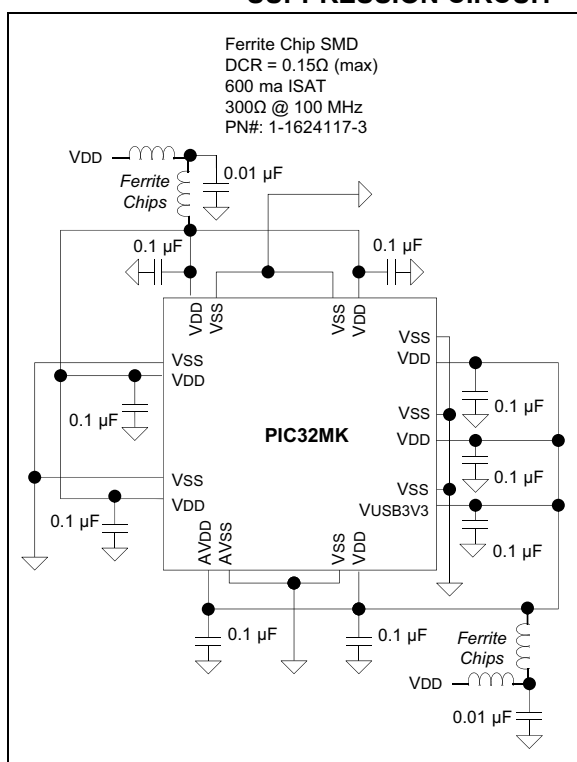 Ferrite Chip SMD
DCR = 0.15Ω (max)
600 ma ISAT
300Ω @ 100 MHz
PN#: 1-1624117-3
VDD
0.01 µF
Ferrite
Chips
0.1 µF
0.1 µF
VDD
VSS
VSS
VDD
VSS
VDD
VSS
VDD
0.1 µF
0.1 µF
VSS
PIC32MK
VDD
0.1 µF
VSS
VDD
0.1 µF
VSS
VUSB3V3
0.1 µF
AVDD
AVSS
VSS
VDD
0.1 µF
0.1 µF
0.1 µF
Ferrite
Chips
VDD
0.01 µF